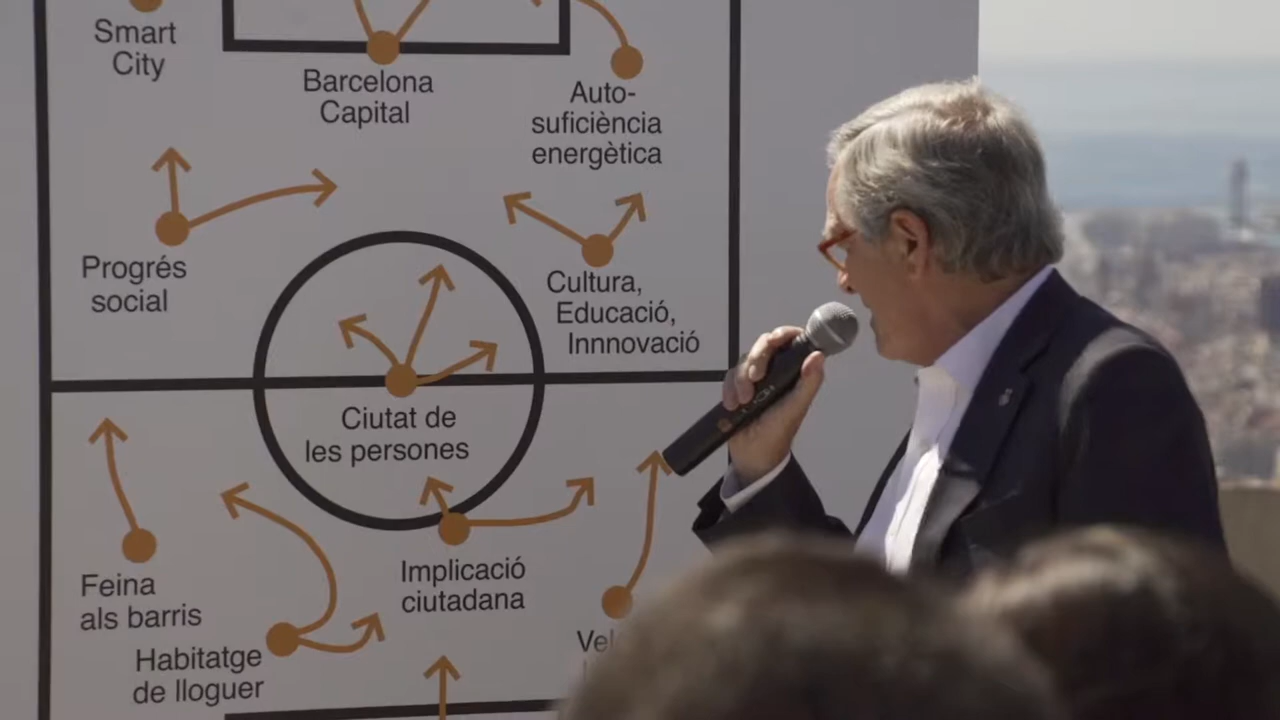 Smart
City
Barcelona
Capital
Auto-
suficiència
energètica
Progrés
social
Cultura,
Educació,
Innnovació
Ciutat de
les persones
Implicació
ciutadana
Feina
als barris
Habitatge
de lloguer